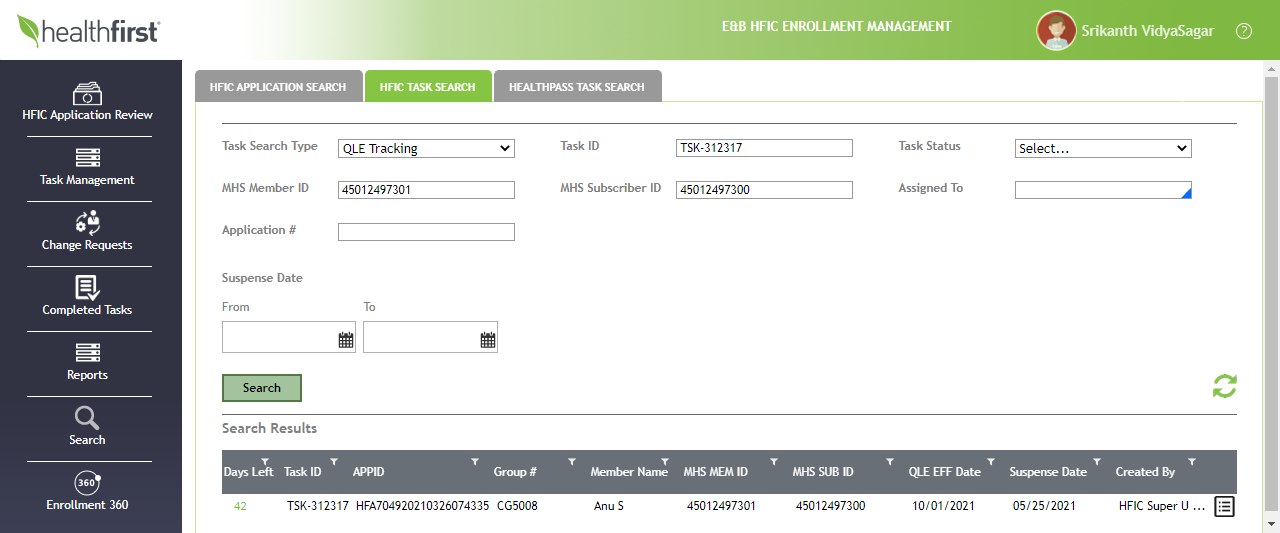 healthfirst
E&B HFIC ENROLLMENT MANAGEMENT
Srikanth VidyaSagar
?
HFIC Application Review
Task Management
Change Requests
Completed Tasks
Reports
Search
360°
Enrollment 360
HFIC APPLICATION SEARCH HFIC TASK SEARCH HEALTHPASS TASK SEARCH
Task Search Type QLE Tracking Task ID TSK-312317 Task Status Select...
MHS Member ID 45012497301 MHS Subscriber ID 45012497300 Assigned To
Application #
Suspense Date
From To
Search
Search Results
Days Left Task ID APPID Group # Member Name MHS MEM ID MHS SUB ID QLE EFF Date Suspense Date Created By
42 TSK-312317 HFA704920210326074335 CG5008 Anu S 45012497301 45012497300 10/01/2021 05/25/2021 HFIC Super U ...